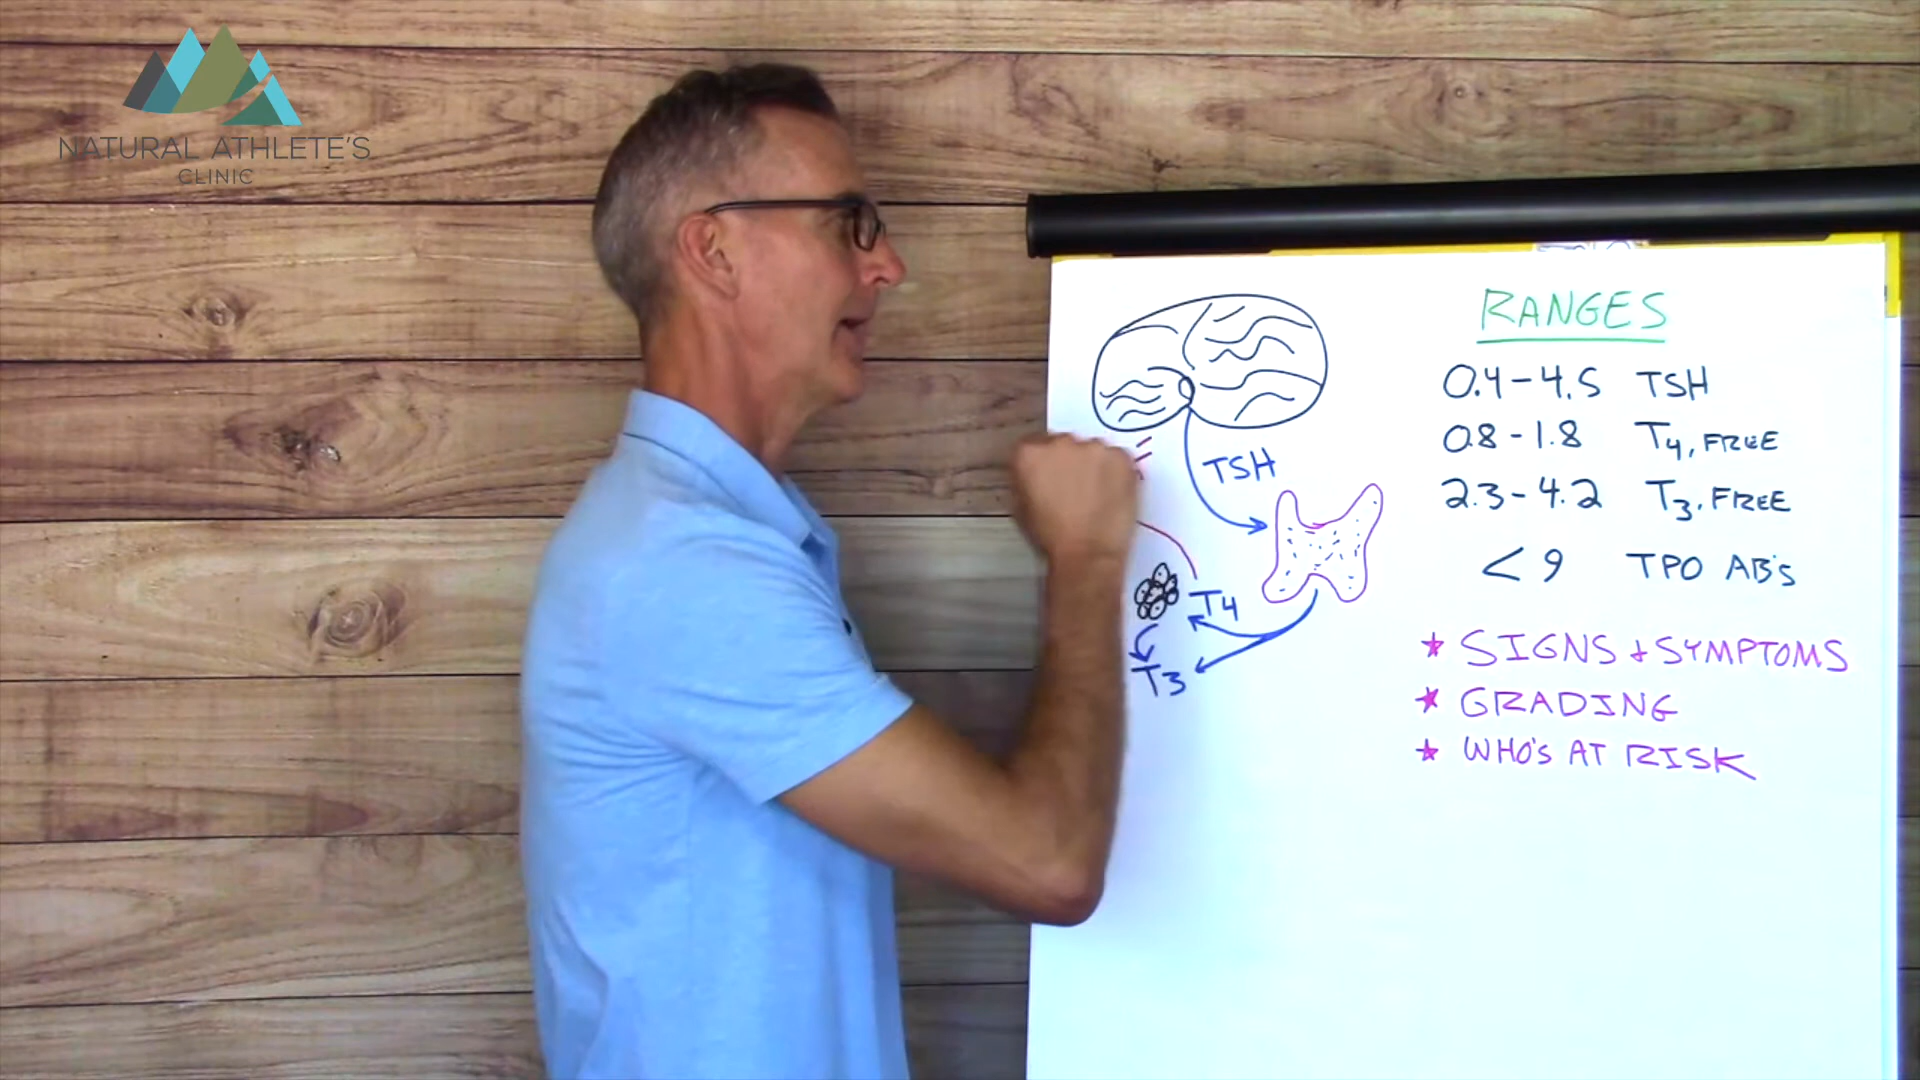 NATURAL ATHLETE'S
CLINIC
RANGES
0.4-4.5 TSH
0.8-1.8 T4, FREE
2.3-4.2 T3, FREE
< 9 TPO AB's
★ SIGNS + SYMPTOMS
★ GRADING
★ WHO'S AT RISK
TSH
T4
T3